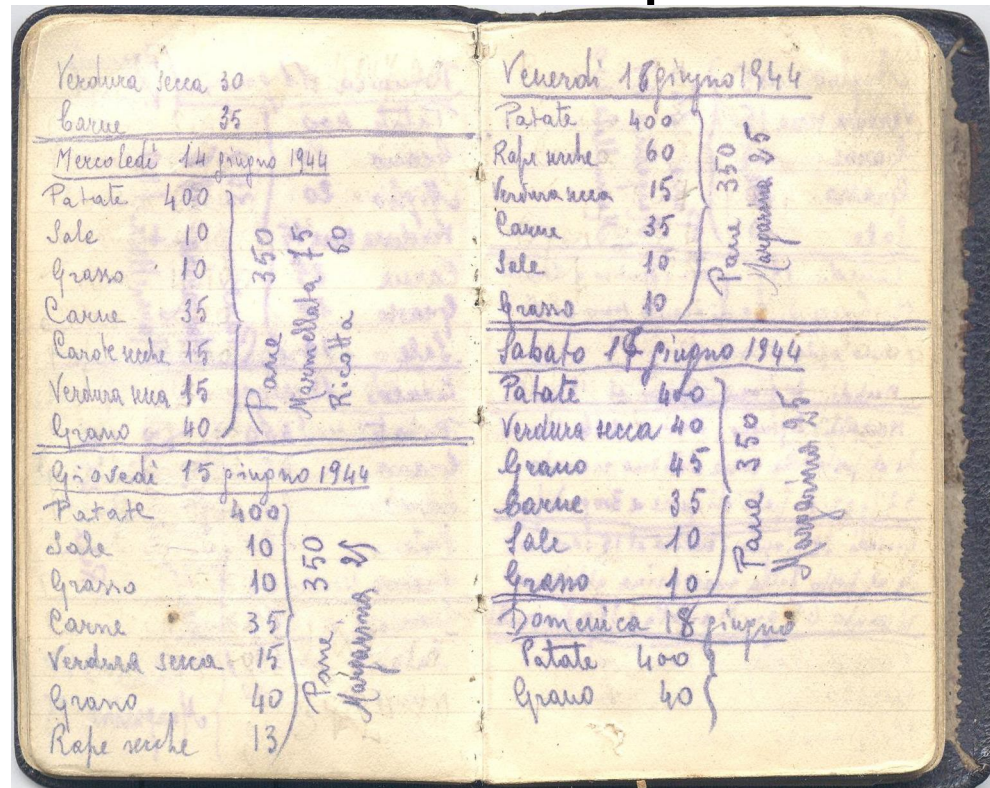 Verdura secca 30
Carne 35
Mercoledì 14 giugno 1944
Patate 400
Sale 10
Grasso 10
Carne 35
Carote secche 15
Verdura secca 15
Grano 40
Pane 350
Marmellata 75
Ricotta 60
Giovedì 15 giugno 1944
Patate 400
Sale 10
Grasso 10
Carne 35
Verdura secca 15
Grano 40
Rape secche 13
Pane 350
Margarina 25
Venerdì 16 giugno 1944
Patate 400
Rape secche 60
Verdura secca 15
Carne 35
Sale 10
Grasso 10
Pane 350
Margarina 25
Sabato 17 giugno 1944
Patate 400
Verdura secca 40
Grano 45
Carne 35
Sale 10
Grasso 10
Pane 350
Margarina 25
Domenica 18 giugno
Patate 400
Grano 40